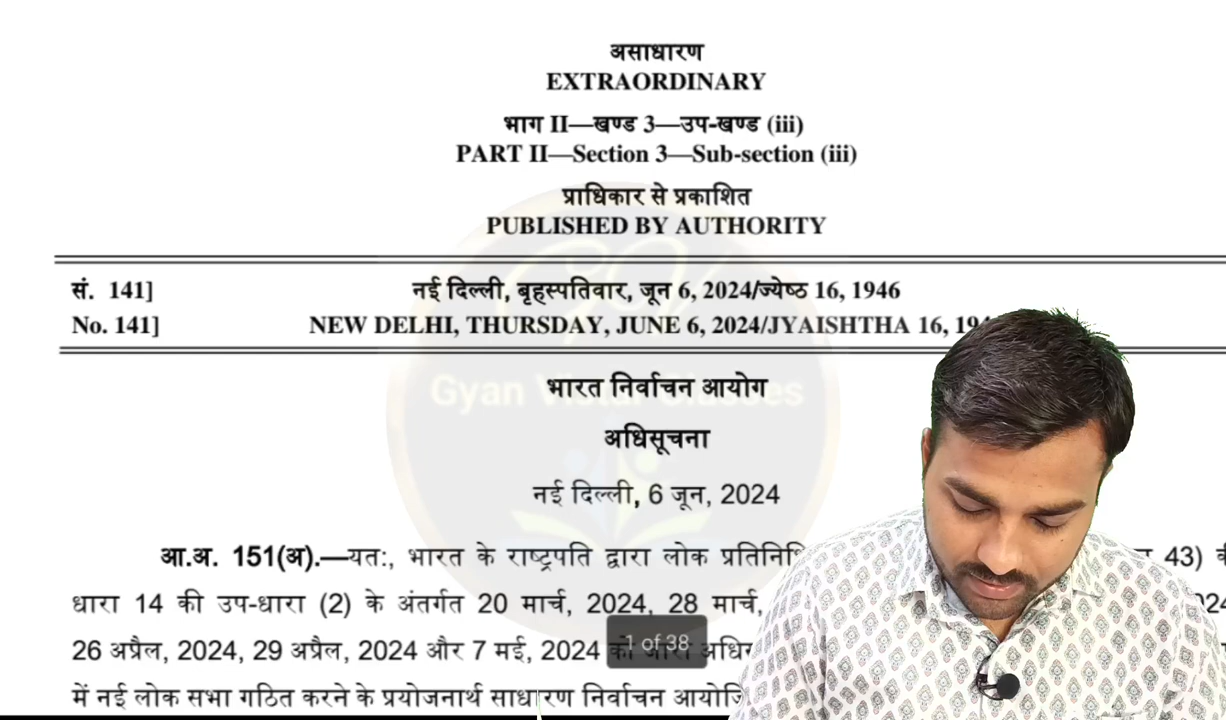 असाधारण
EXTRAORDINARY
भाग II—खण्ड 3—उप-खण्ड (iii)
PART II—Section 3—Sub-section (iii)
प्राधिकार से प्रकाशित
PUBLISHED BY AUTHORITY
सं. 141] नई दिल्ली, बृहस्पतिवार, जून 6, 2024/ज्येष्ठ 16, 1946
No. 141] NEW DELHI, THURSDAY, JUNE 6, 2024/JYAISHTHA 16,
भारत निर्वाचन आयोग
Gyan Classes
अधिसूचना
नई दिल्ली, 6 जून, 2024
आ.अ. 151(अ).—यतः, भारत के राष्ट्रपति द्वारा लोक 43)
धारा 14 की उप-धारा (2) के अंतर्गत 20 मार्च, 2024, 28 मार्च,
26 अप्रैल, 2024, 29 अप्रैल, 2024 और 7 मई, 2024
1 of 38
में नई लोक सभा गठित करने के प्रयोजनार्थ साधारण निर्वाचन